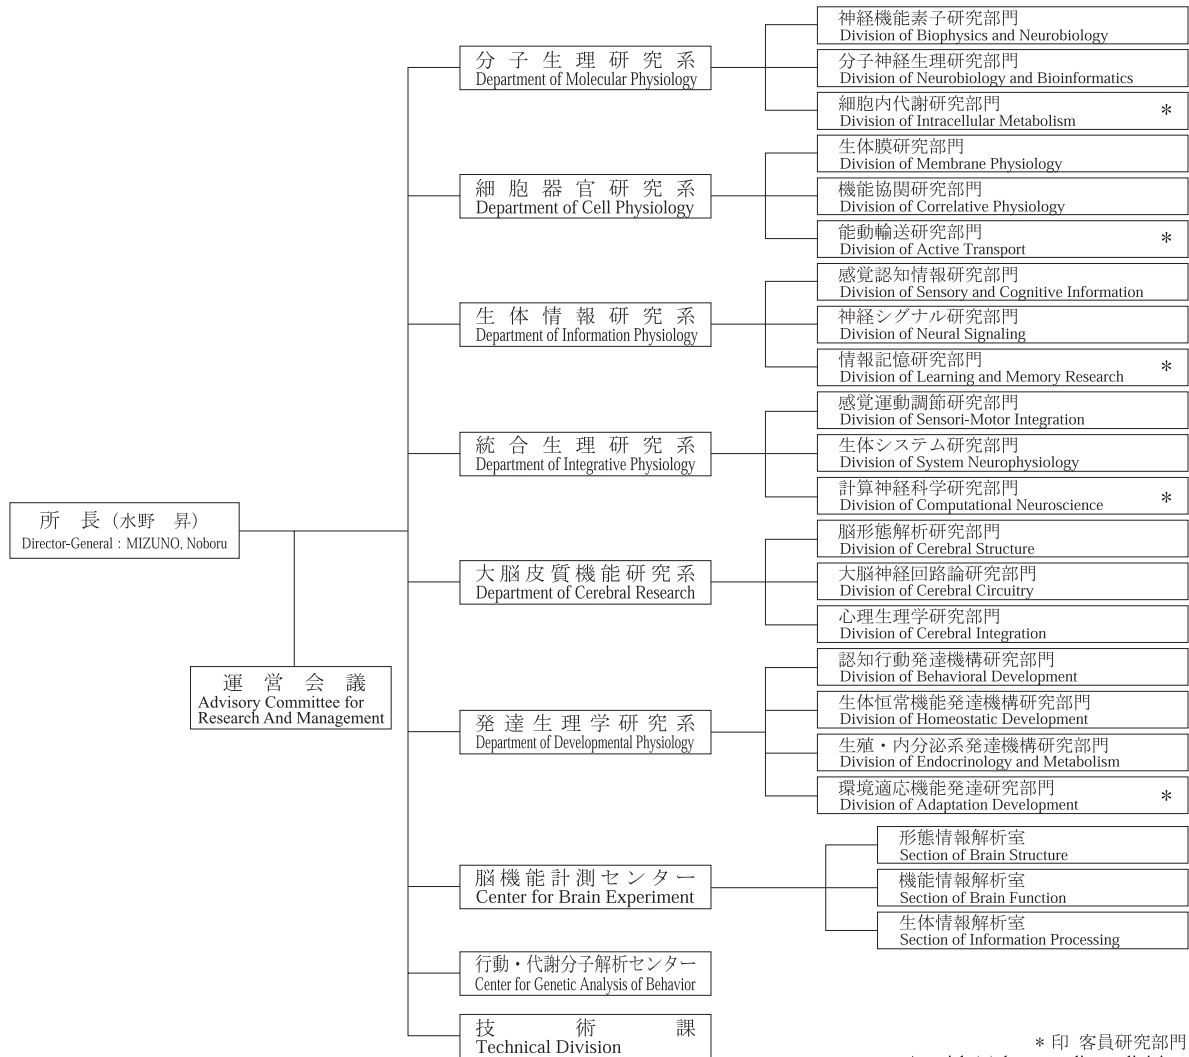 神経機能素子研究部門
Division of Biophysics and Neurobiology
分子生理研究系
Department of Molecular Physiology
分子神経生理研究部門
Division of Neurobiology and Bioinformatics
細胞内代謝研究部門 *
Division of Intracellular Metabolism
生体膜研究部門
Division of Membrane Physiology
細胞器官研究系
Department of Cell Physiology
機能協関研究部門
Division of Correlative Physiology
能動輸送研究部門 *
Division of Active Transport
感覚認知情報研究部門
Division of Sensory and Cognitive Information
生体情報研究系
Department of Information Physiology
神経シグナル研究部門
Division of Neural Signaling
情報記憶研究部門 *
Division of Learning and Memory Research
感覚運動調節研究部門
Division of Sensori-Motor Integration
統合生理研究系
Department of Integrative Physiology
生体システム研究部門
Division of System Neurophysiology
計算神経科学研究部門 *
Division of Computational Neuroscience
所 長 (水野 昇)
Director-General : MIZUNO, Noboru
脳形態解析研究部門
Division of Cerebral Structure
大脳皮質機能研究系
Department of Cerebral Research
大脳神経回路論研究部門
Division of Cerebral Circuitry
心理生理学研究部門
Division of Cerebral Integration
運営会議
Advisory Committee for
Research And Management
認知行動発達機構研究部門
Division of Behavioral Development
生体恒常機能発達機構研究部門
Division of Homeostatic Development
発達生理学研究系
Department of Developmental Physiology
生殖・内分泌系発達機構研究部門
Division of Endocrinology and Metabolism
環境適応機能発達研究部門 *
Division of Adaptation Development
形態情報解析室
Section of Brain Structure
脳機能計測センター
Center for Brain Experiment
機能情報解析室
Section of Brain Function
生体情報解析室
Section of Information Processing
行動・代謝分子解析センター
Center for Genetic Analysis of Behavior
技術課
Technical Division
* 印 客員研究部門